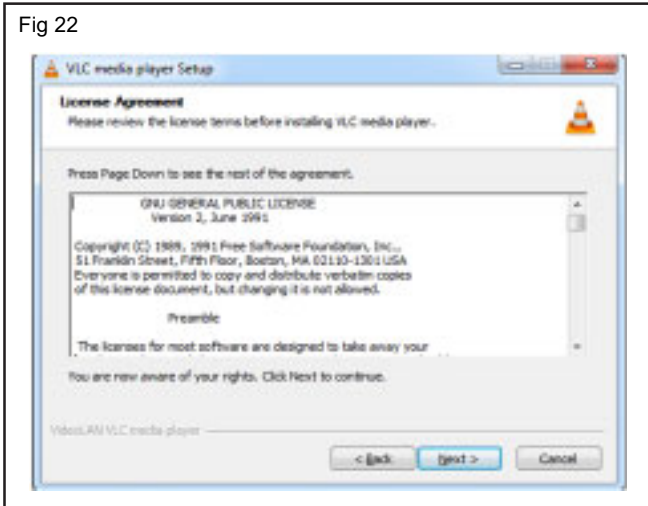 Fig 22
VLC media player Setup
License Agreement
Please review the license terms before installing VLC media player.
Press Page Down to see the rest of the agreement.
GNU GENERAL PUBLIC LICENSE
Version 2, June 1991
Copyright (C) 1989, 1991 Free Software Foundation, Inc.,
51 Franklin Street, Fifth Floor, Boston, MA 02110-1301 USA
Everyone is permitted to copy and distribute verbatim copies
of this license document, but changing it is not allowed.
Preamble
The licenses for most software are designed to take away your
You are now aware of your rights. Click Next to continue.
VideoLAN VLC media player
< Back
Next >
Cancel